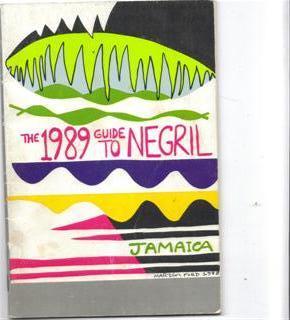 THE 1989 GUIDE TO NEGRIL
JAMAICA